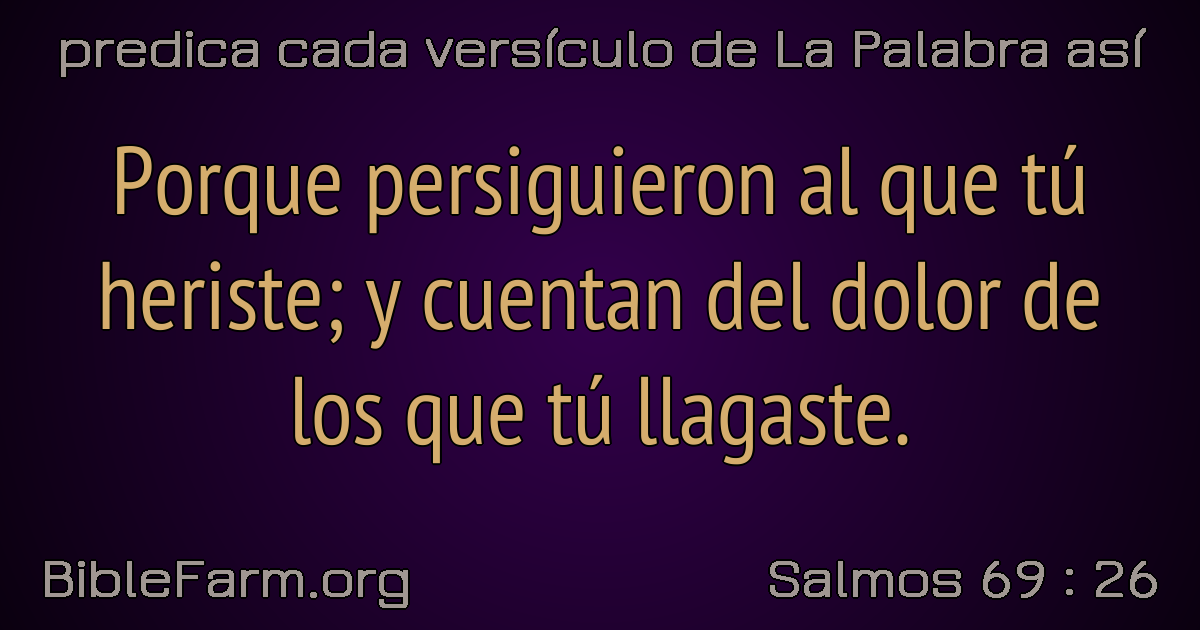 predica cada versículo de La Palabra así
Porque persiguieron al que tú
heriste; y cuentan del dolor de
los que tú llagaste.
BibleFarm.org
Salmos 69 : 26